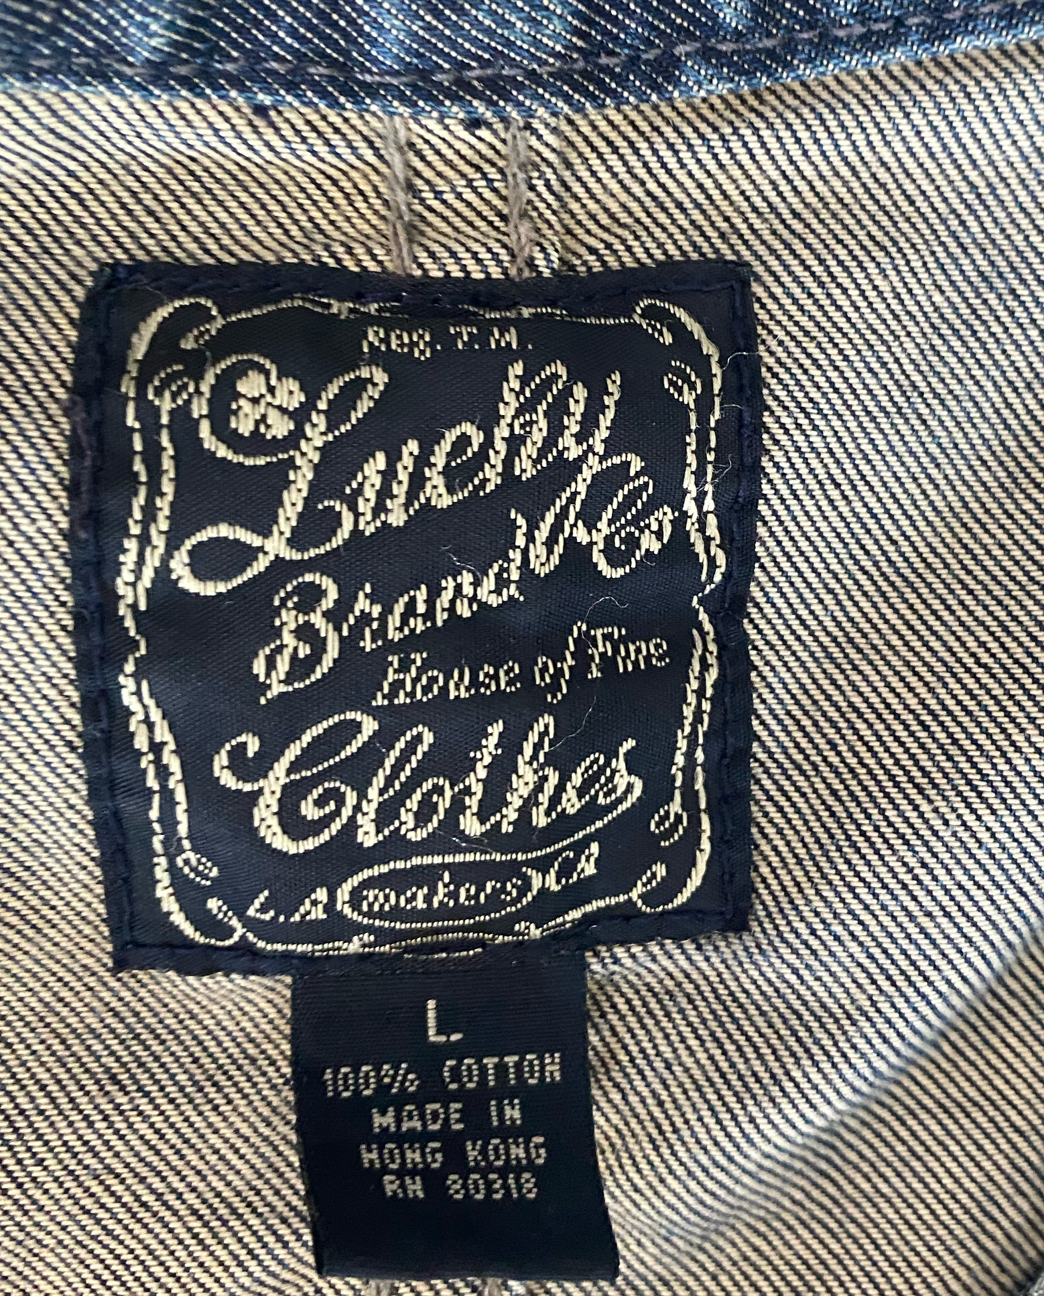 Reg. T.M.
Lucky
Brand & Co
House of Fine
Clothes
L.A makers CA
L.
100% COTTON
MADE IN
HONG KONG
RN 80318